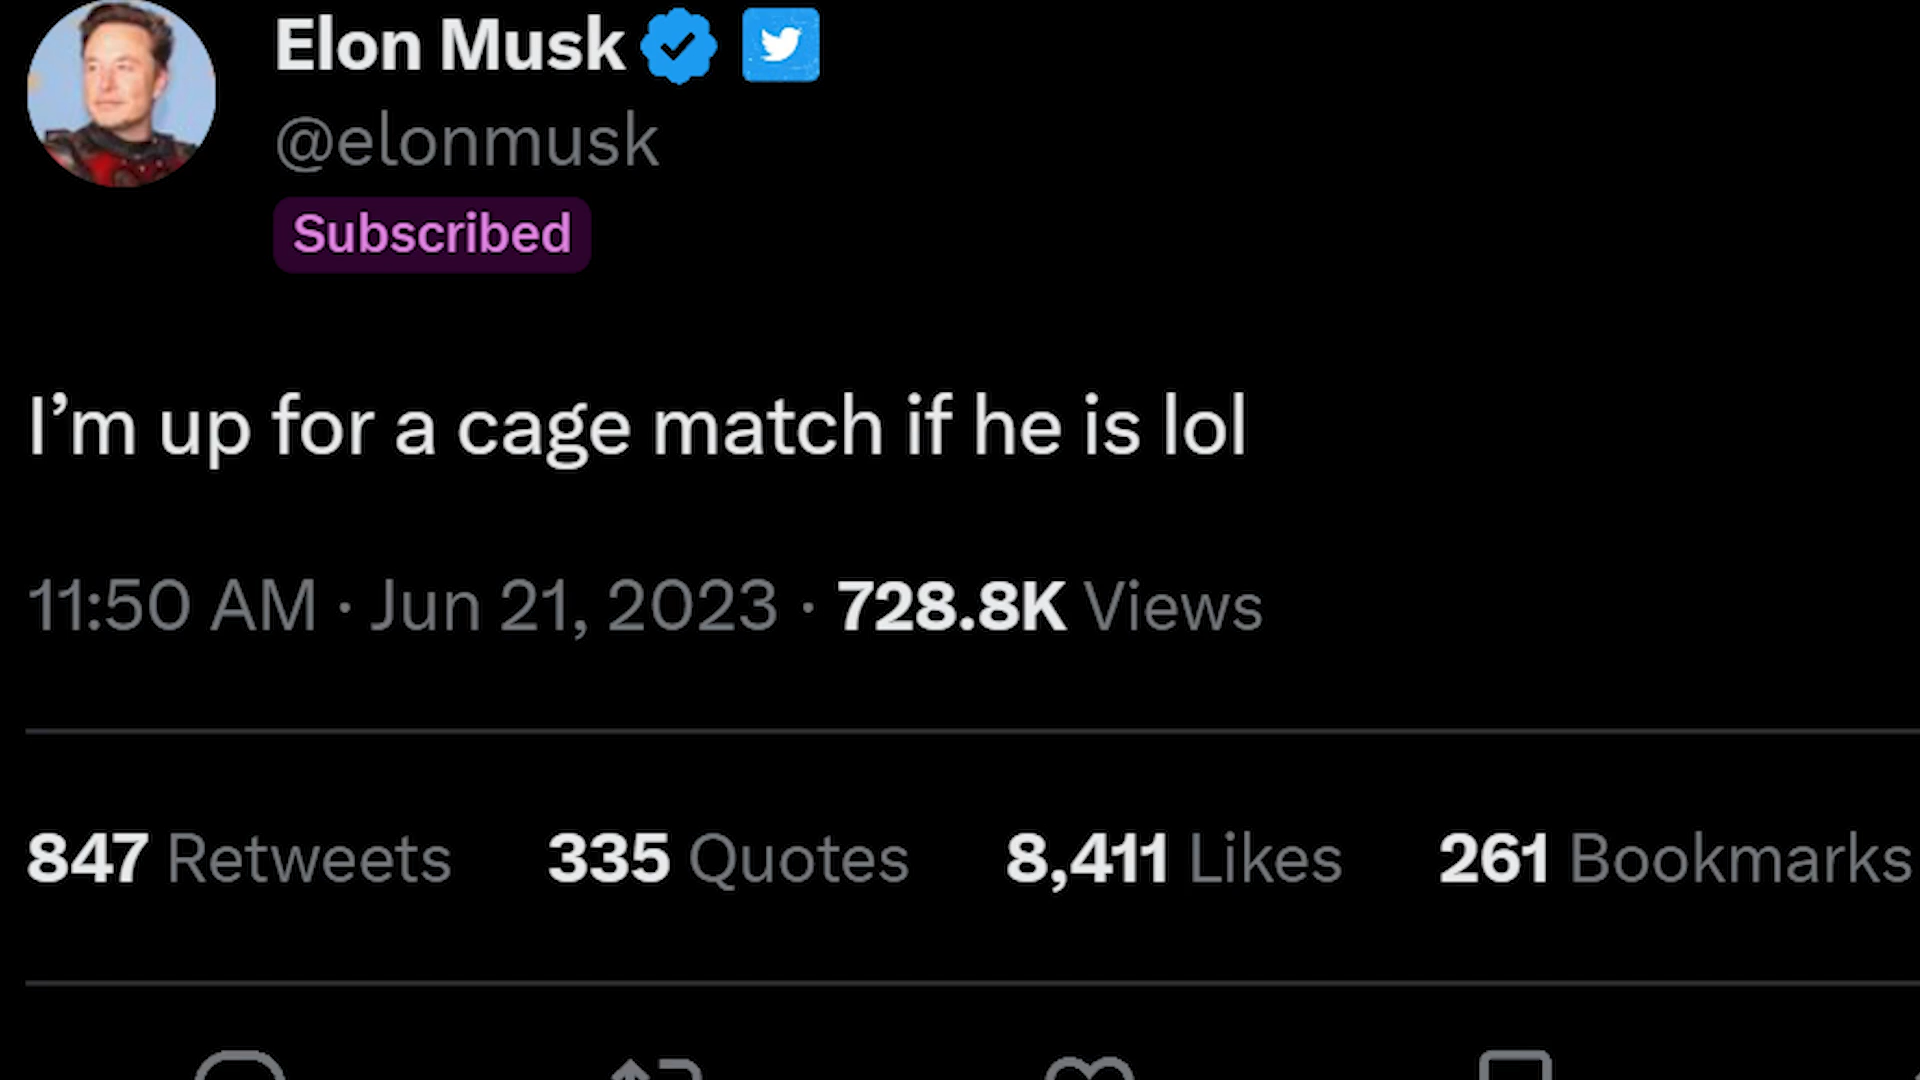 Elon Musk
@elonmusk
Subscribed
I’m up for a cage match if he is lol
11:50 AM · Jun 21, 2023 · 728.8K Views
847 Retweets 335 Quotes 8,411 Likes 261 Bookmarks